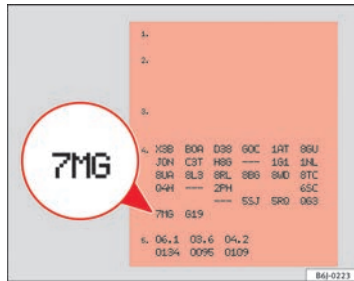 1.
2.
3.
4. X3B B0A D38 G0C 1AT 8GU
J0N C3T H8G --- 1G1 1NL
8UA 8L3 8RL 8B6 8WD 8TC
04H --- 2PH 6SC
--- 5SJ 5R0 0G3
7MG G19
6. 06.1 03.6 04.2
0134 0095 0109
7MG
B6J-0223